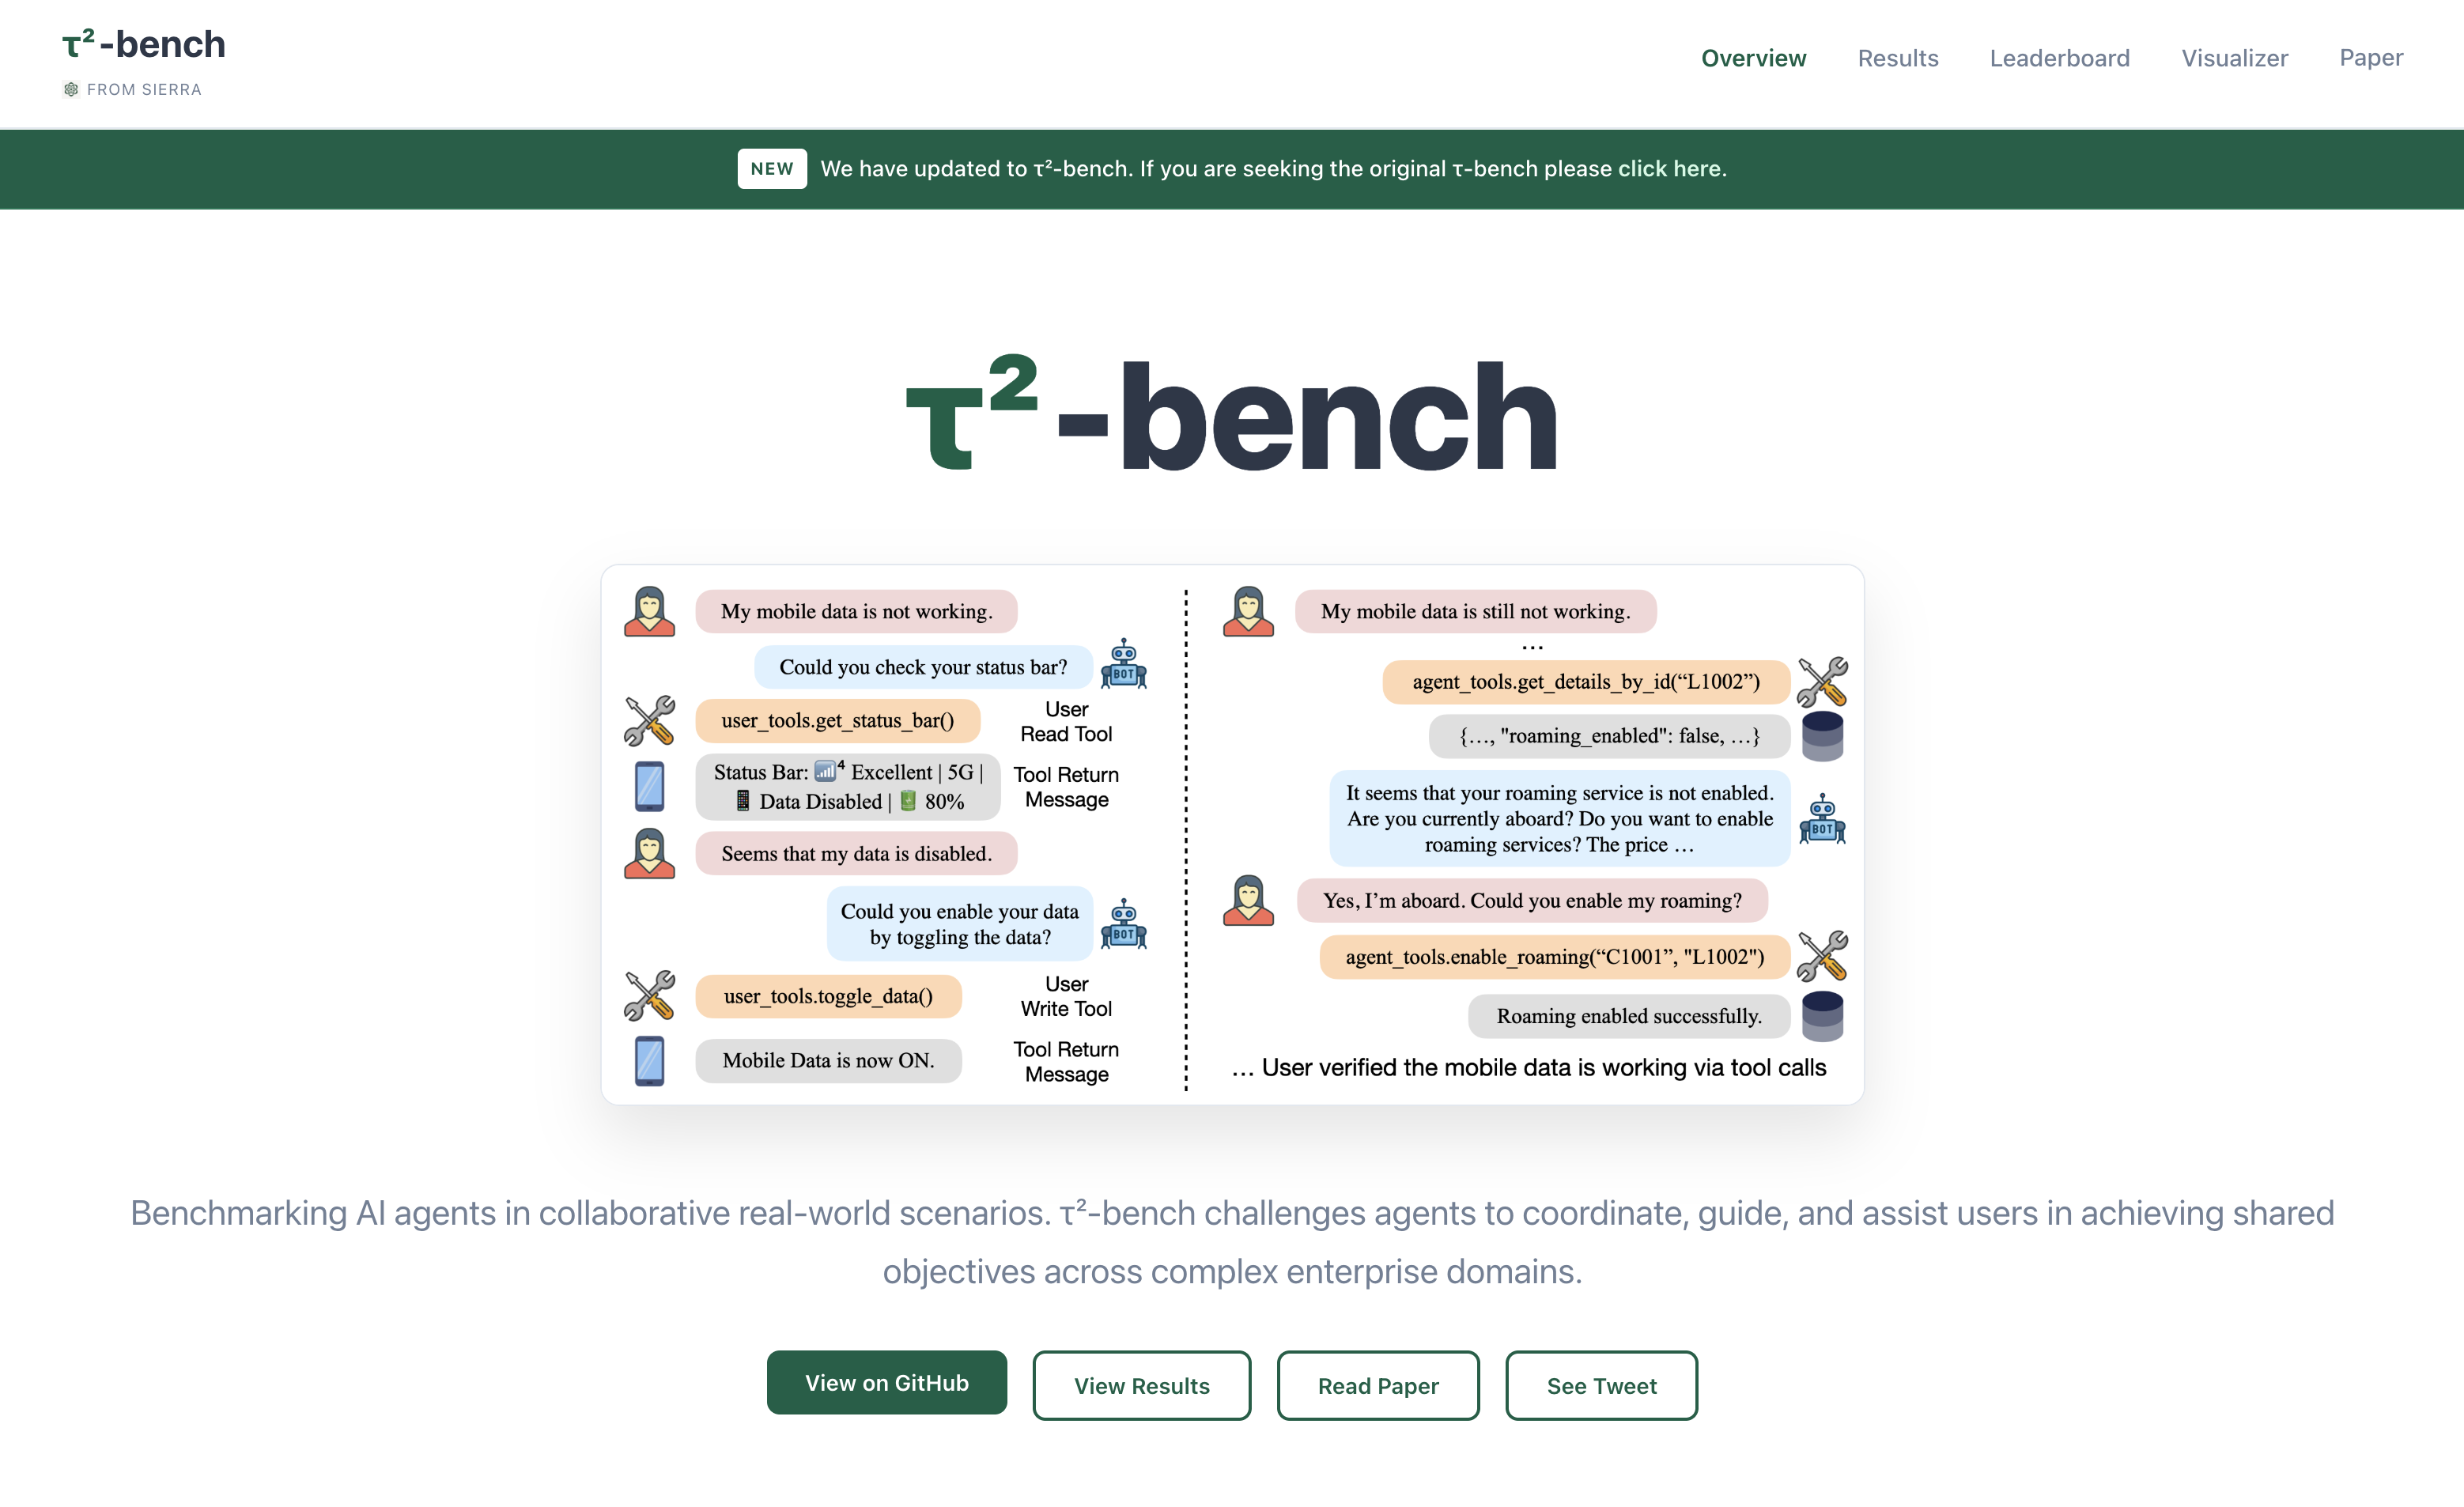 τ²-bench
FROM SIERRA
Overview Results Leaderboard Visualizer Paper
NEW We have updated to τ²-bench. If you are seeking the original τ-bench please click here.
τ²-bench
My mobile data is not working.
Could you check your status bar?
BOT
user_tools.get_status_bar()
User
Read Tool
Status Bar: 📶⁴ Excellent | 5G |
📱 Data Disabled | 🔋 80%
Tool Return
Message
Seems that my data is disabled.
Could you enable your data
by toggling the data?
BOT
user_tools.toggle_data()
User
Write Tool
Mobile Data is now ON.
Tool Return
Message
My mobile data is still not working.
...
agent_tools.get_details_by_id(“L1002”)
{…, "roaming_enabled": false, …}
It seems that your roaming service is not enabled.
Are you currently aboard? Do you want to enable
roaming services? The price …
BOT
Yes, I’m aboard. Could you enable my roaming?
agent_tools.enable_roaming(“C1001”, "L1002")
Roaming enabled successfully.
… User verified the mobile data is working via tool calls
Benchmarking AI agents in collaborative real-world scenarios. τ²-bench challenges agents to coordinate, guide, and assist users in achieving shared
objectives across complex enterprise domains.
View on GitHub View Results Read Paper See Tweet